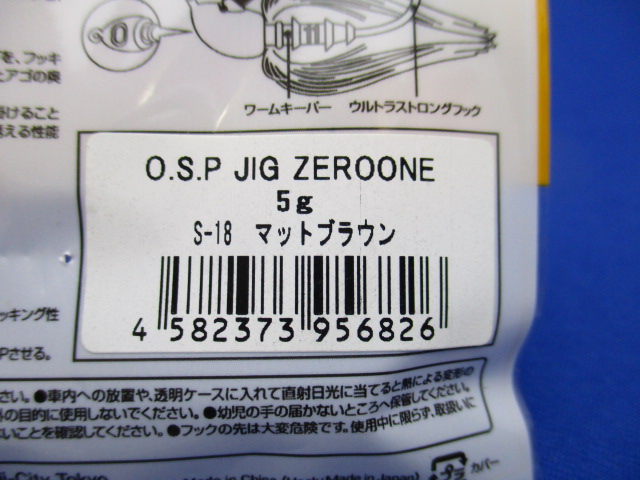 を、フッキ
とアゴの奥
掛けること
見える性能
ワームキーパー ウルトラストロングフック
O.S.P JIG ZEROONE
5g
S-18 マットブラウン
4 582373 956826
ッキング性
Pさせる。
さい。●車内への放置や、透明ケースに入れて直射日光に当てると熱による変形の
外の目的に使用しないでください。●幼児の手の届かないところへ保管してください。
ないことを確認してください。●フックの先は大変危険です。使用中に限らず、取扱いに
City Tokyo
Made in China
プラ カバー